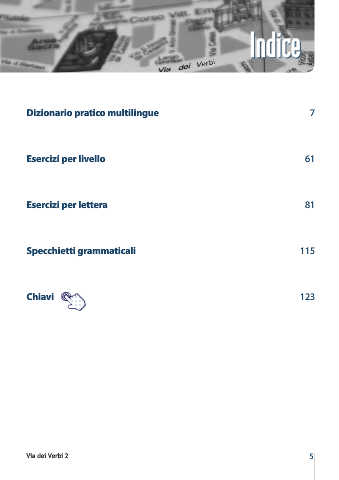 Corso Vitt. Em
Via dei Verbi
Indice
Dizionario pratico multilingue 7
Esercizi per livello 61
Esercizi per lettera 81
Specchietti grammaticali 115
Chiavi 123
Via dei Verbi 2 5